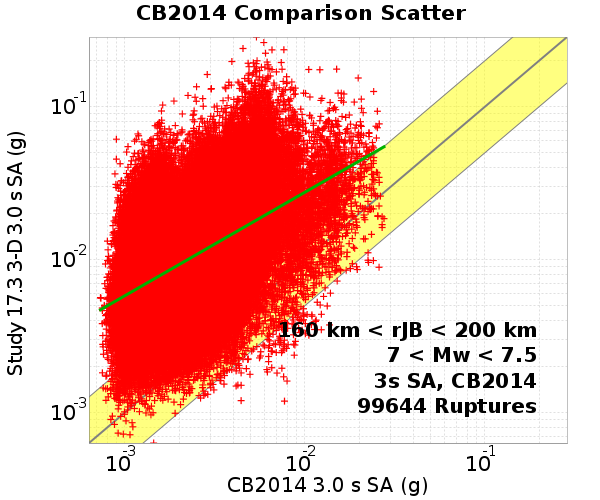 CB2014 Comparison Scatter
Study 17.3 3-D 3.0 s SA (g)
10-1
10-2
10-3
160 km < rJB < 200 km
7 < Mw < 7.5
3s SA, CB2014
99644 Ruptures
10-3 10-2 10-1
CB2014 3.0 s SA (g)